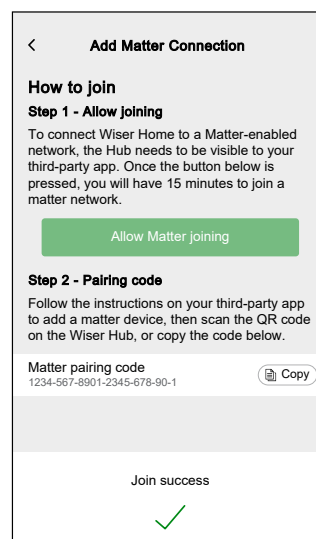 Add Matter Connection
How to join
Step 1 - Allow joining
To connect Wiser Home to a Matter-enabled
network, the Hub needs to be visible to your
third-party app. Once the button below is
pressed, you will have 15 minutes to join a
matter network.
Allow Matter joining
Step 2 - Pairing code
Follow the instructions on your third-party app
to add a matter device, then scan the QR code
on the Wiser Hub, or copy the code below.
Matter pairing code
1234-567-8901-2345-678-90-1
Copy
Join success